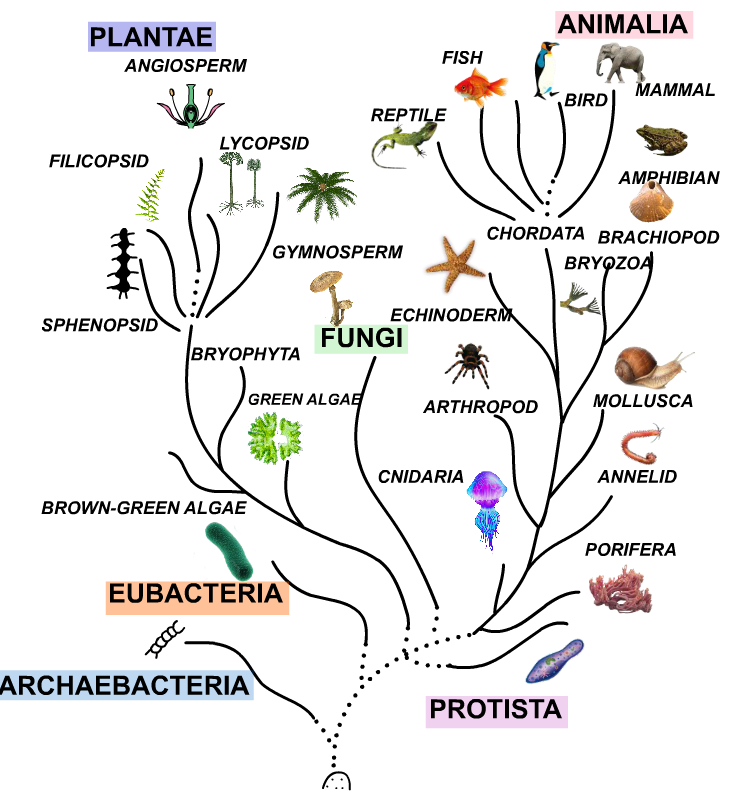 PLANTAE
ANIMALIA
ANGIOSPERM
FISH
BIRD
MAMMAL
REPTILE
LYCOPSID
FILICOPSID
AMPHIBIAN
CHORDATA
BRACHIOPOD
GYMNOSPERM
BRYOZOA
SPHENOPSID
ECHINODERM
FUNGI
BRYOPHYTA
GREEN ALGAE
ARTHROPOD
MOLLUSCA
CNIDARIA
ANNELID
BROWN-GREEN ALGAE
PORIFERA
EUBACTERIA
ARCHAEBACTERIA
PROTISTA